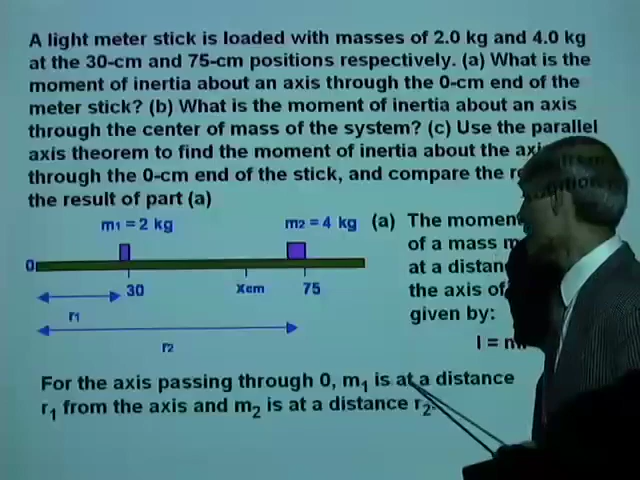 A light meter stick is loaded with masses of 2.0 kg and 4.0 kg
at the 30-cm and 75-cm positions respectively. (a) What is the
moment of inertia about an axis through the 0-cm end of the
meter stick? (b) What is the moment of inertia about an axis
through the center of mass of the system? (c) Use the parallel
axis theorem to find the moment of inertia about the
through the 0-cm end of the stick, and compare the
the result of part (a)
m1 = 2 kg
m2 = 4 kg
0
30
Xcm
75
r1
r2
(a) The
of a mass
at a
the axis of
given by:
I =
For the axis passing through 0, m1 is at a distance
r1 from the axis and m2 is at a distance r2.